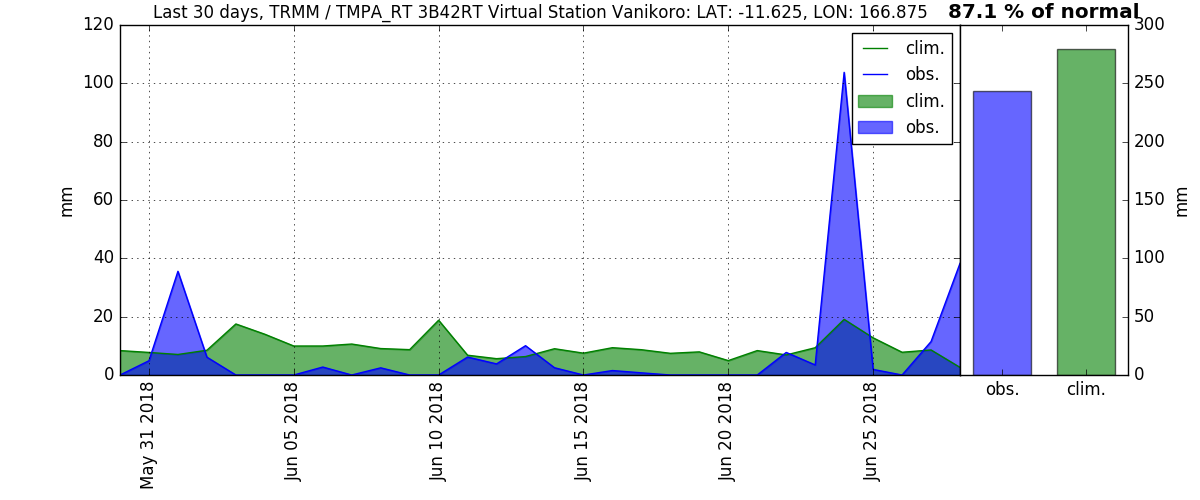 Last 30 days, TRMM / TMPA_RT 3B42RT Virtual Station Vanikoro: LAT: -11.625, LON: 166.875
87.1 % of normal
120
100
80
60
40
20
0
mm
clim.
obs.
clim.
obs.
May 31 2018
Jun 05 2018
Jun 10 2018
Jun 15 2018
Jun 20 2018
Jun 25 2018
300
250
200
150
100
50
0
mm
obs.
clim.